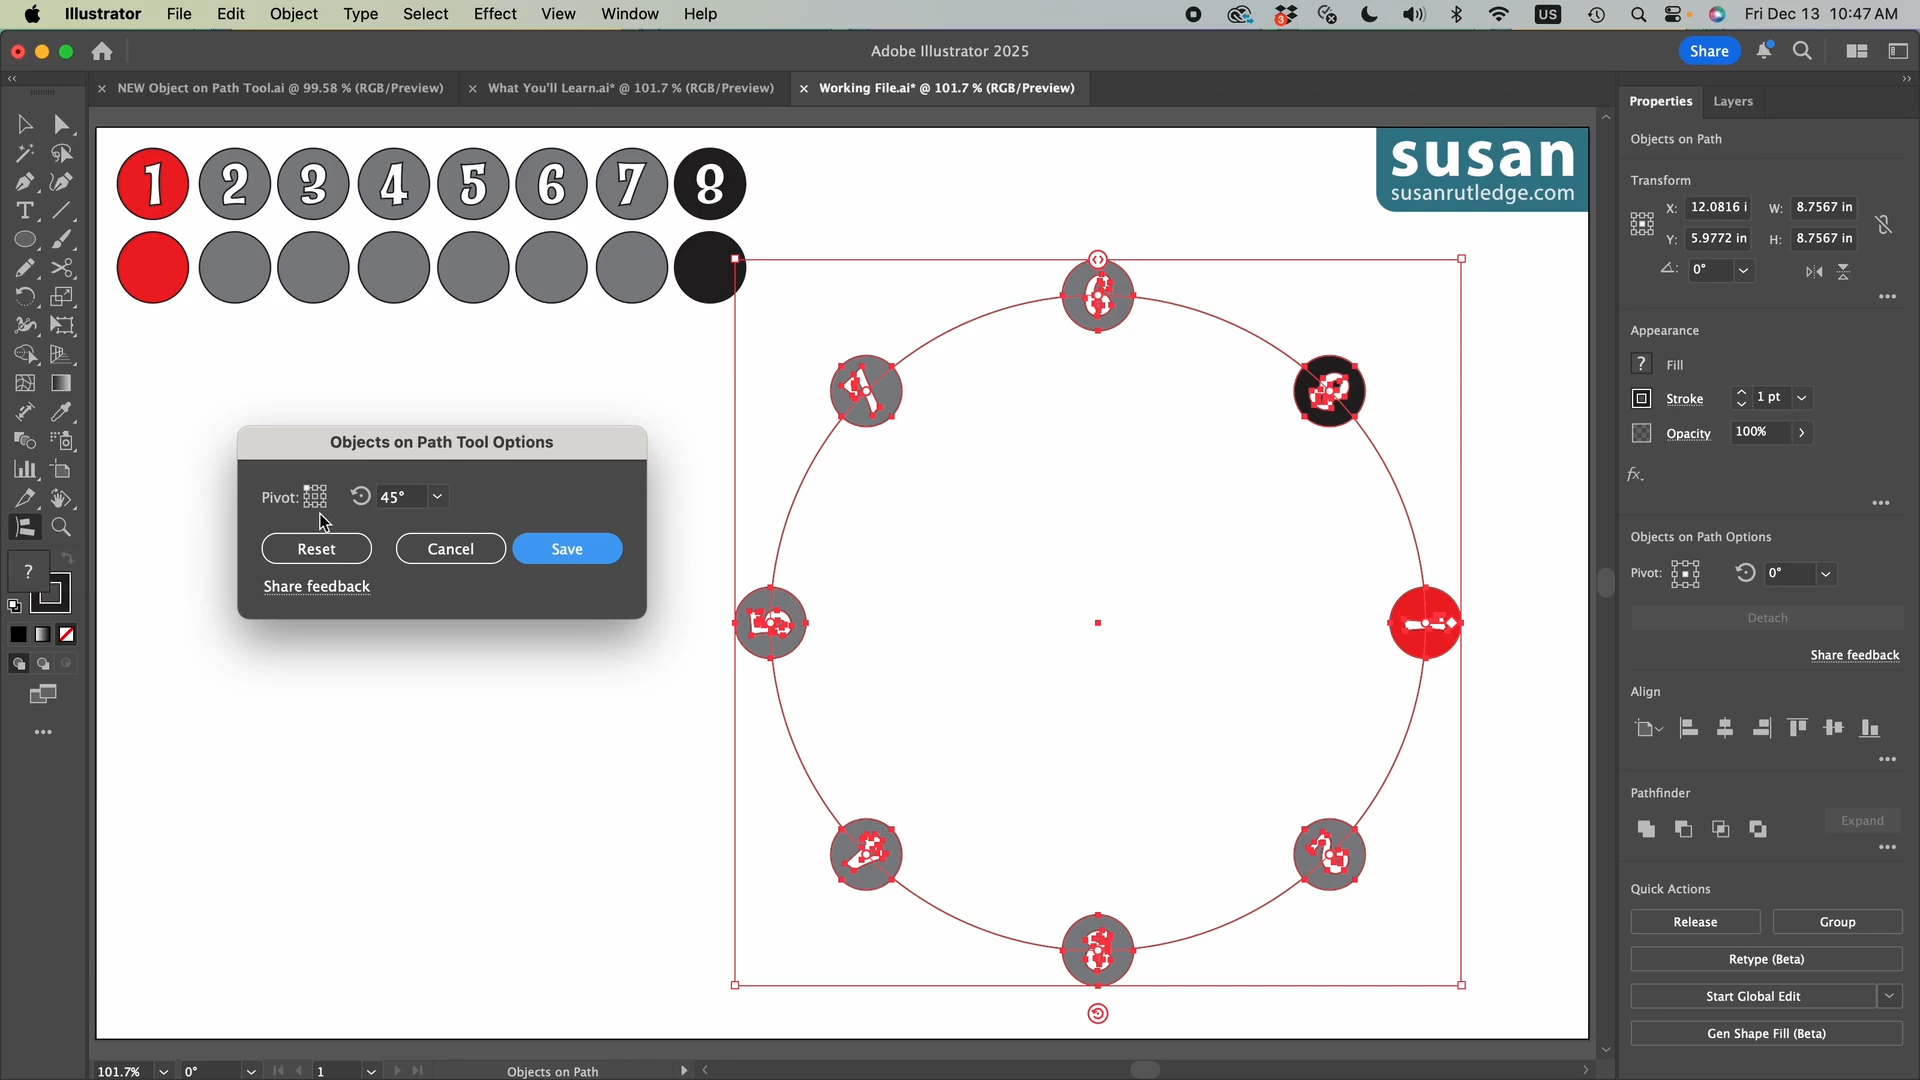 Illustrator File Edit Object Type Select Effect View Window Help
3
US
Fri Dec 13 10:47 AM
Adobe Illustrator 2025
Share
NEW Object on Path Tool.ai @ 99.58 % (RGB/Preview)
What You'll Learn.ai* @ 101.7 % (RGB/Preview)
Working File.ai* @ 101.7 % (RGB/Preview)
Properties
Layers
Objects on Path
Transform
X: 12.0816 i
W: 8.7567 in
Y: 5.9772 in
H: 8.7567 in
0°
Appearance
? Fill
Stroke
1 pt
Opacity
100%
fx.
Objects on Path Options
Pivot:
0°
Detach
Share feedback
Align
Pathfinder
Expand
Quick Actions
Release
Group
Retype (Beta)
Start Global Edit
Gen Shape Fill (Beta)
1 2 3 4 5 6 7 8
susan
susanrutledge.com
Objects on Path Tool Options
Pivot:
45°
Reset
Cancel
Save
Share feedback
?
101.7%
0°
1
Objects on Path